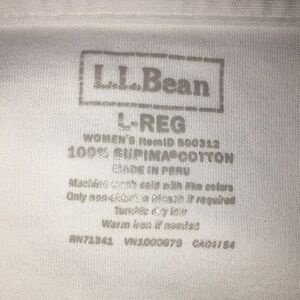 L.L.Bean
L-REG
WOMEN'S ItemID 500312
100% SUPIMA® COTTON
MADE IN PERU
Machine wash cold with like colors
Only non-chlorine bleach if required
Tumble dry low
Warm iron if needed
RN71341 VN1000879 CA04154